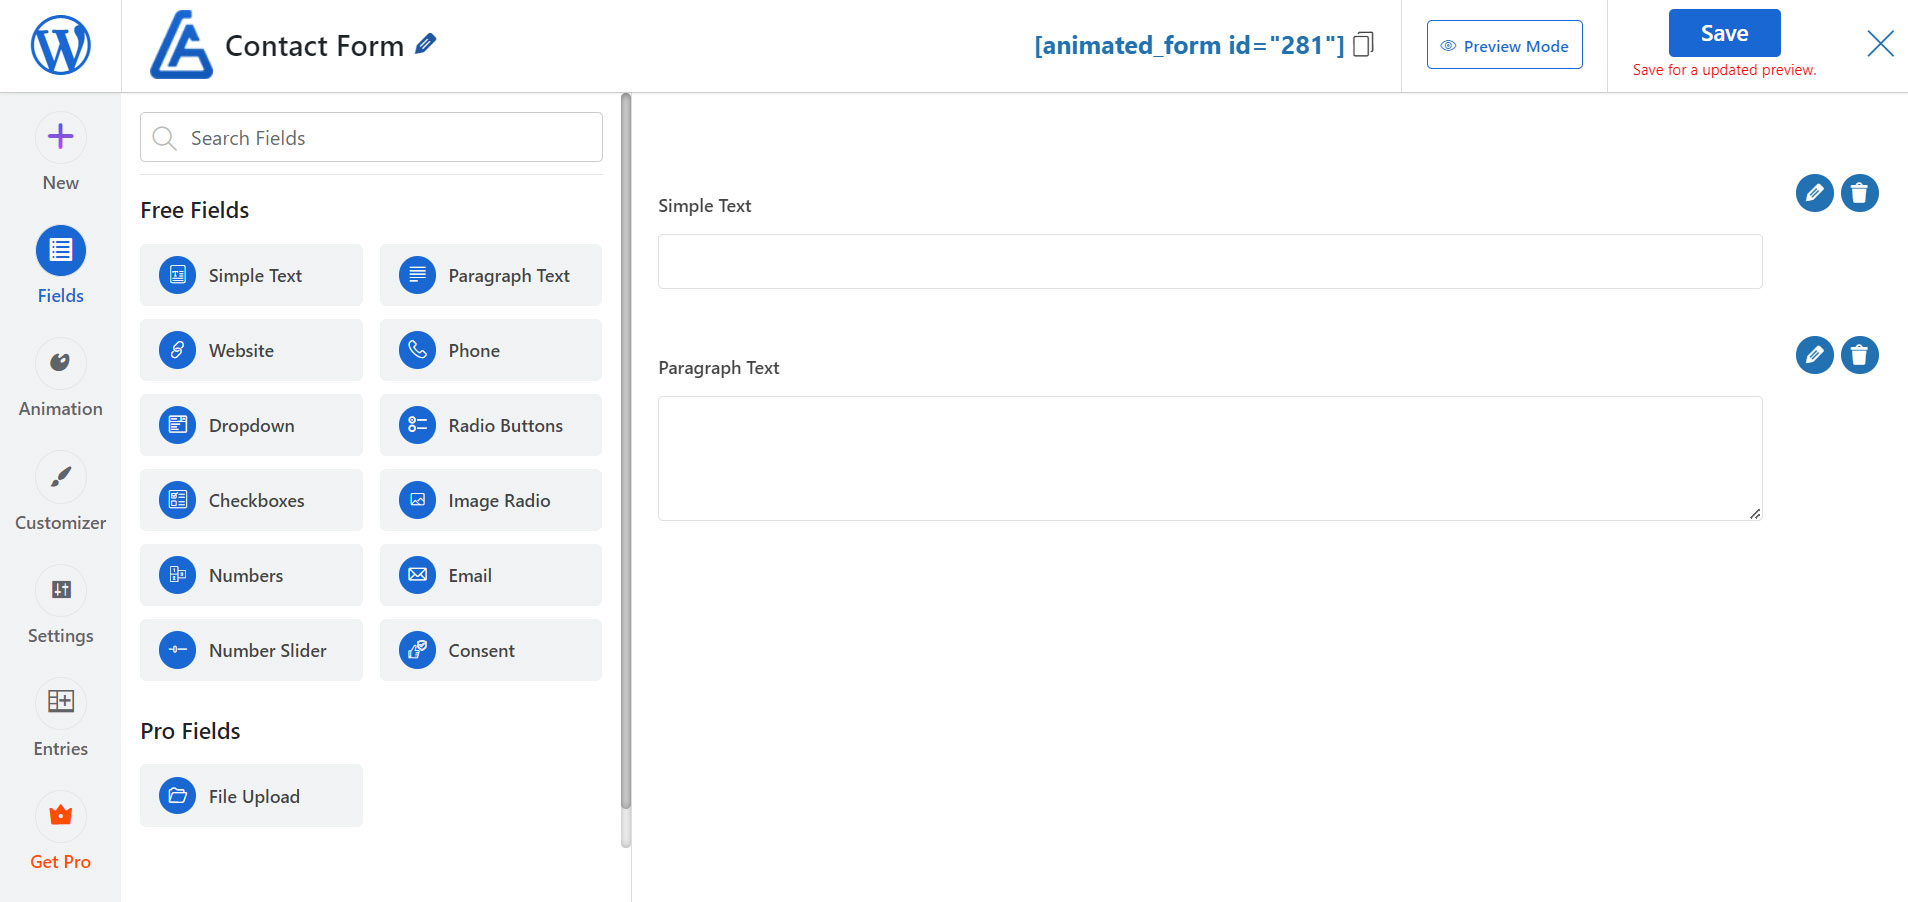 Contact Form
[animated_form id="281"]
Preview Mode
Save
Save for a updated preview.
New
Fields
Animation
Customizer
Settings
Entries
Get Pro
Search Fields
Free Fields
Simple Text
Paragraph Text
Website
Phone
Dropdown
Radio Buttons
Checkboxes
Image Radio
Numbers
Email
Number Slider
Consent
Pro Fields
File Upload
Simple Text
Paragraph Text